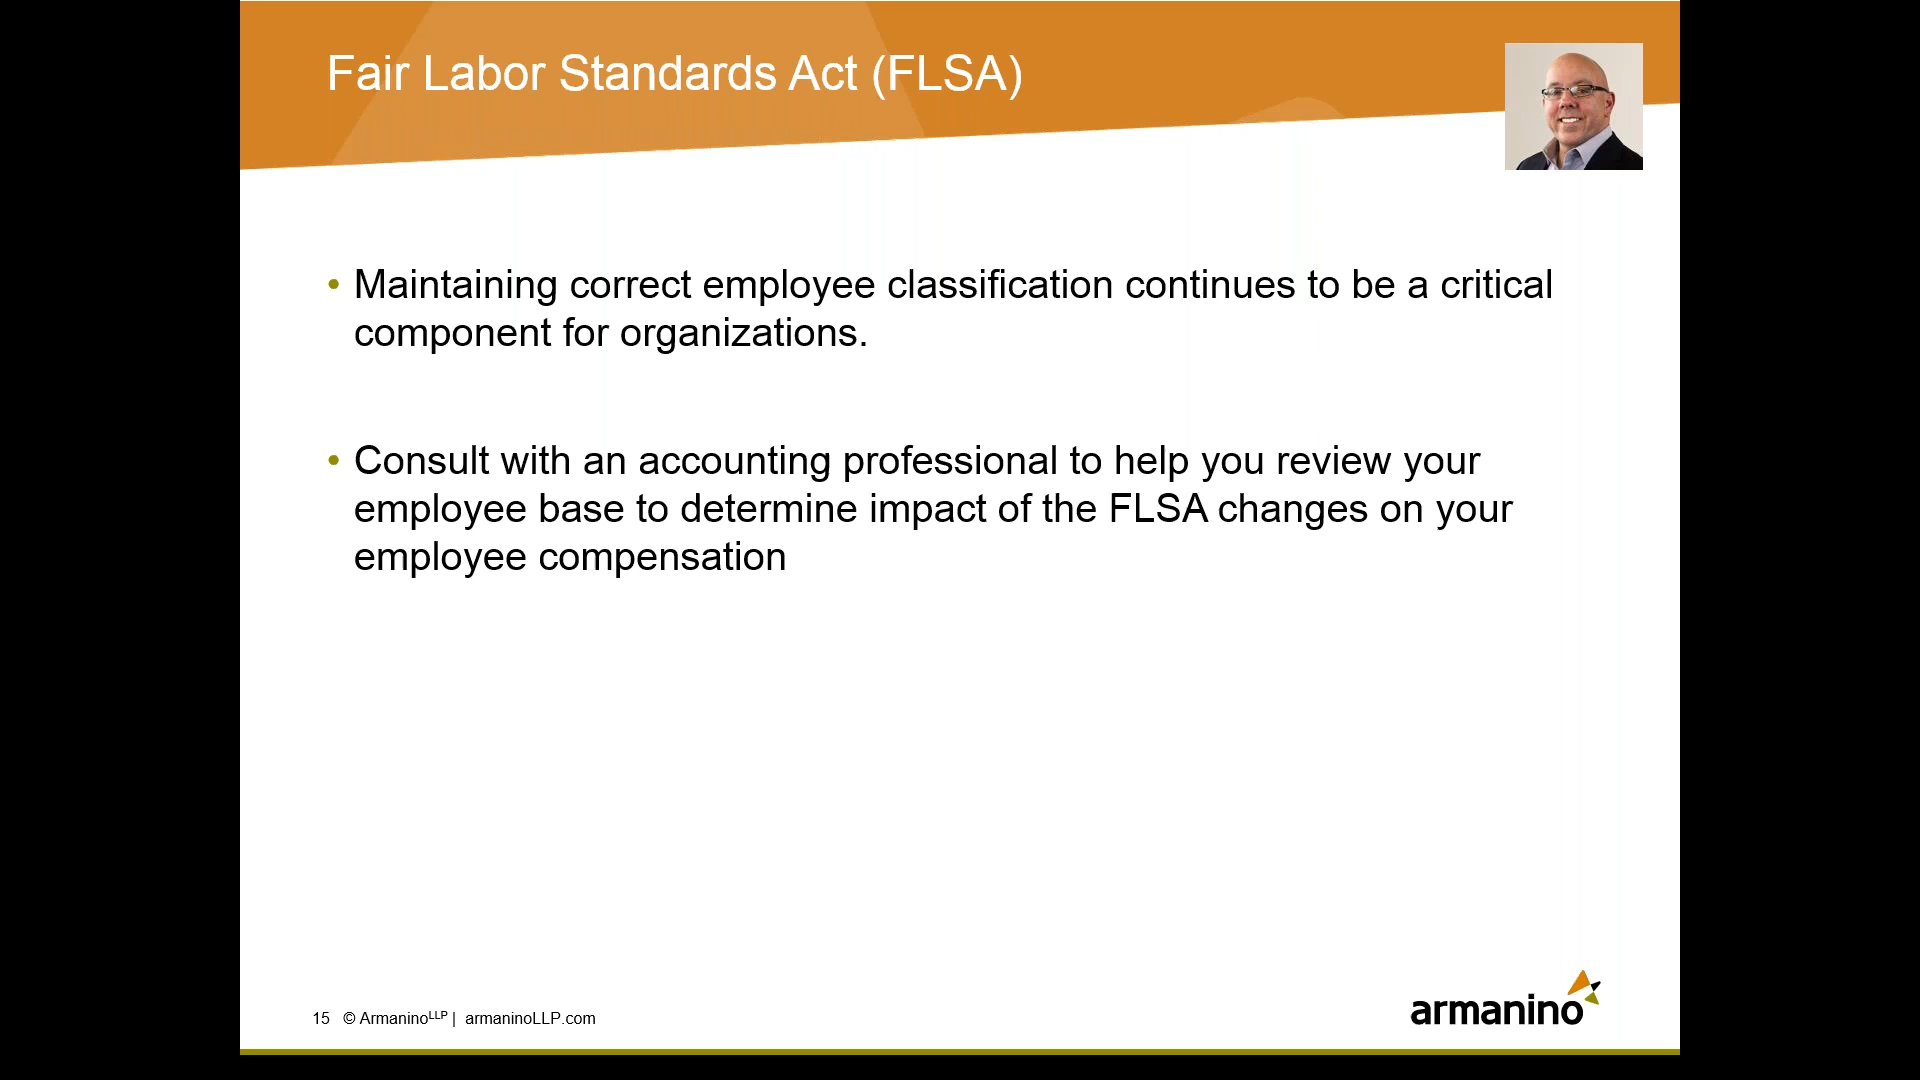 Fair Labor Standards Act (FLSA)
• Maintaining correct employee classification continues to be a critical
component for organizations.
• Consult with an accounting professional to help you review your
employee base to determine impact of the FLSA changes on your
employee compensation
15 © ArmaninoLLP | armaninoLLP.com
armanino